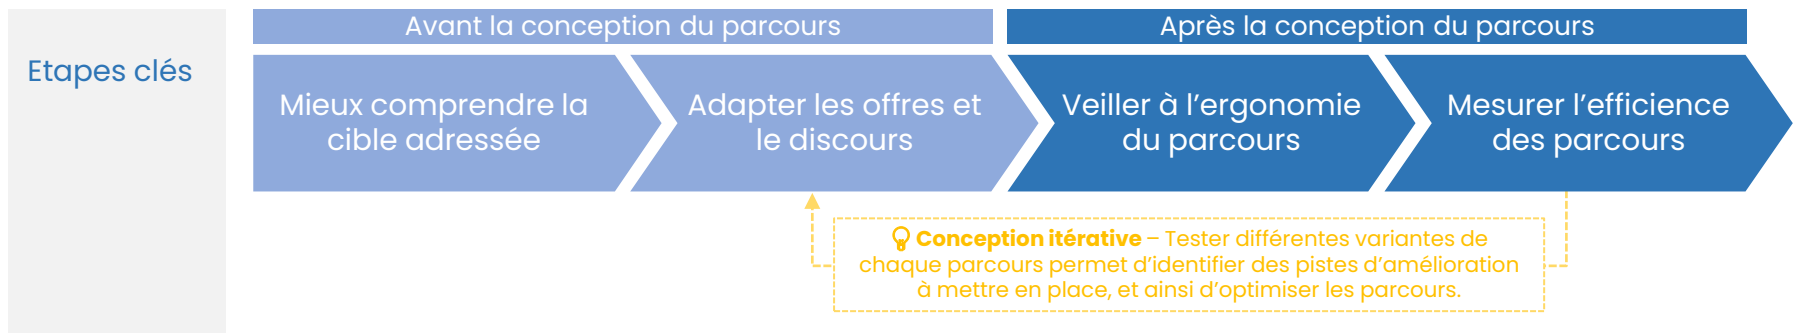 Etapes clés
Avant la conception du parcours
Après la conception du parcours
Mieux comprendre la
cible adressée
Adapter les offres et
le discours
Veiller à l’ergonomie
du parcours
Mesurer l’efficience
des parcours
Conception itérative – Tester différentes variantes de
chaque parcours permet d’identifier des pistes d’amélioration
à mettre en place, et ainsi d’optimiser les parcours.